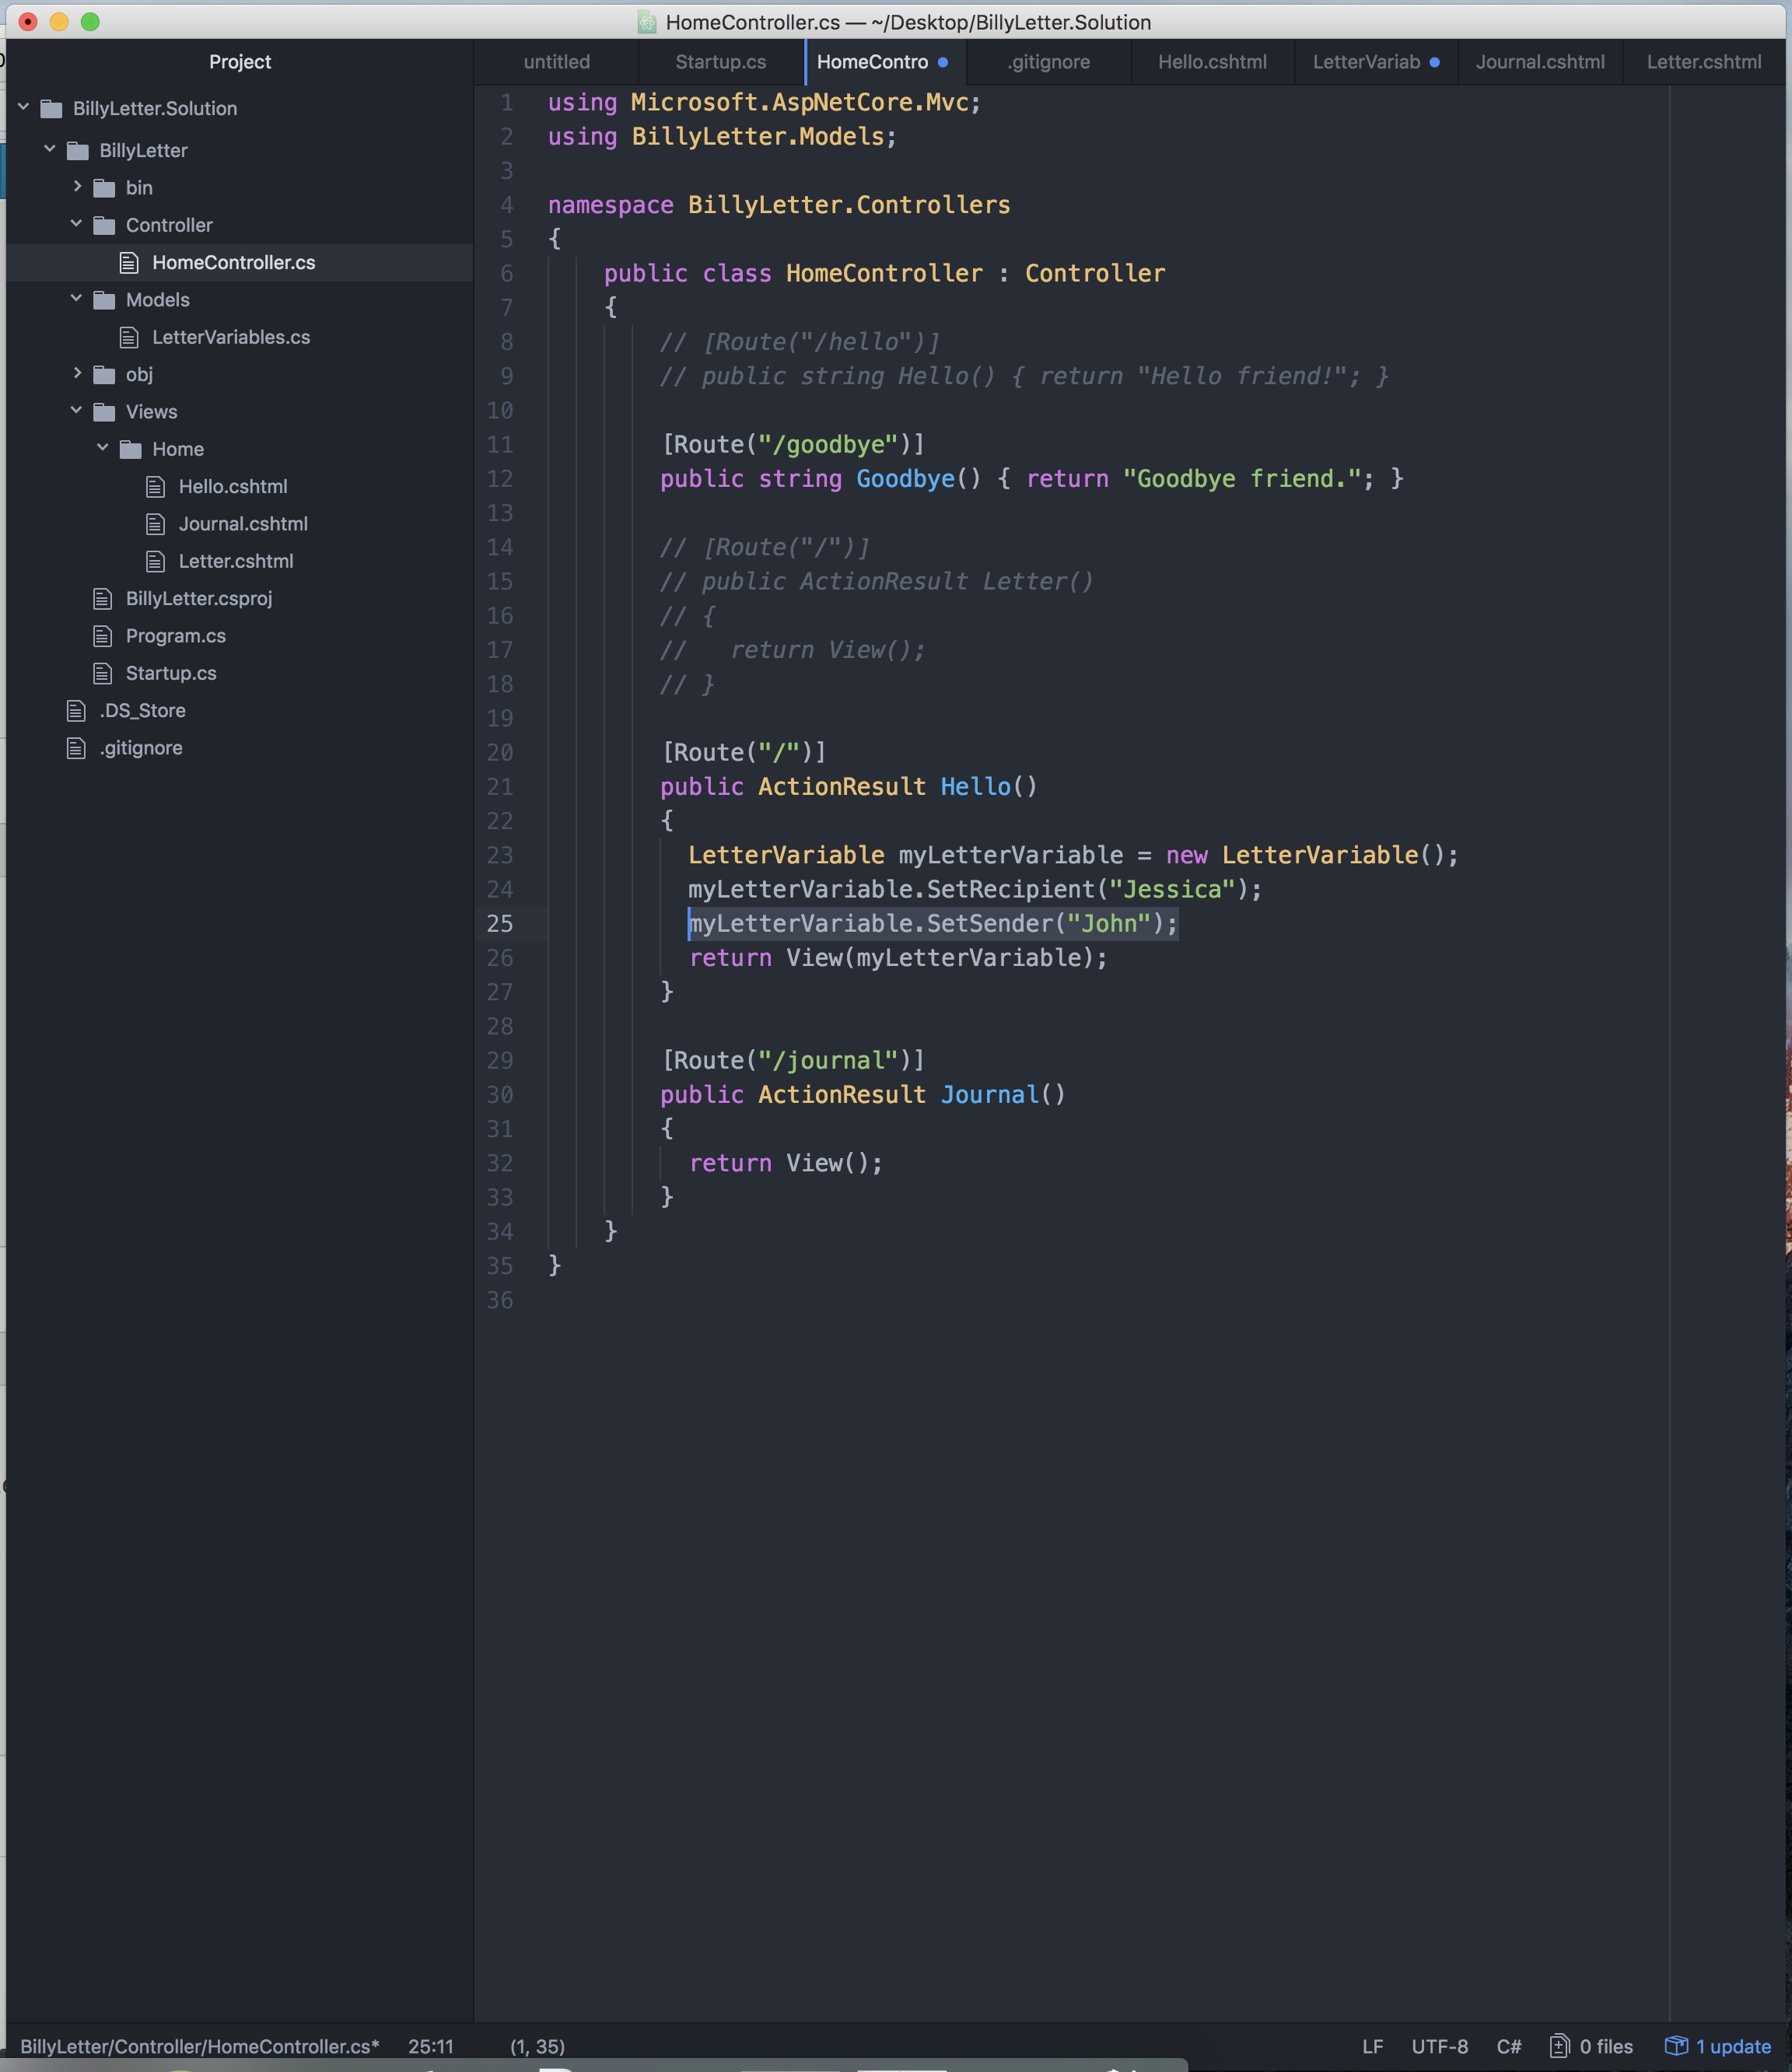 HomeController.cs — ~/Desktop/BillyLetter.Solution
Project
untitled
Startup.cs
HomeContro
.gitignore
Hello.cshtml
LetterVariab
Journal.cshtml
Letter.cshtml
BillyLetter.Solution
BillyLetter
bin
Controller
HomeController.cs
Models
LetterVariables.cs
obj
Views
Home
Hello.cshtml
Journal.cshtml
Letter.cshtml
BillyLetter.csproj
Program.cs
Startup.cs
.DS_Store
.gitignore
1 using Microsoft.AspNetCore.Mvc;
2 using BillyLetter.Models;
3
4 namespace BillyLetter.Controllers
5 {
6 public class HomeController : Controller
7 {
8 // [Route("/hello")]
9 // public string Hello() { return "Hello friend!"; }
10
11 [Route("/goodbye")]
12 public string Goodbye() { return "Goodbye friend."; }
13
14 // [Route("/")]
15 // public ActionResult Letter()
16 // {
17 // return View();
18 // }
19
20 [Route("/")]
21 public ActionResult Hello()
22 {
23 LetterVariable myLetterVariable = new LetterVariable();
24 myLetterVariable.SetRecipient("Jessica");
25 myLetterVariable.SetSender("John");
26 return View(myLetterVariable);
27 }
28
29 [Route("/journal")]
30 public ActionResult Journal()
31 {
32 return View();
33 }
34 }
35 }
36
BillyLetter/Controller/HomeController.cs* 25:11 (1, 35) LF UTF-8 C# 0 files 1 update